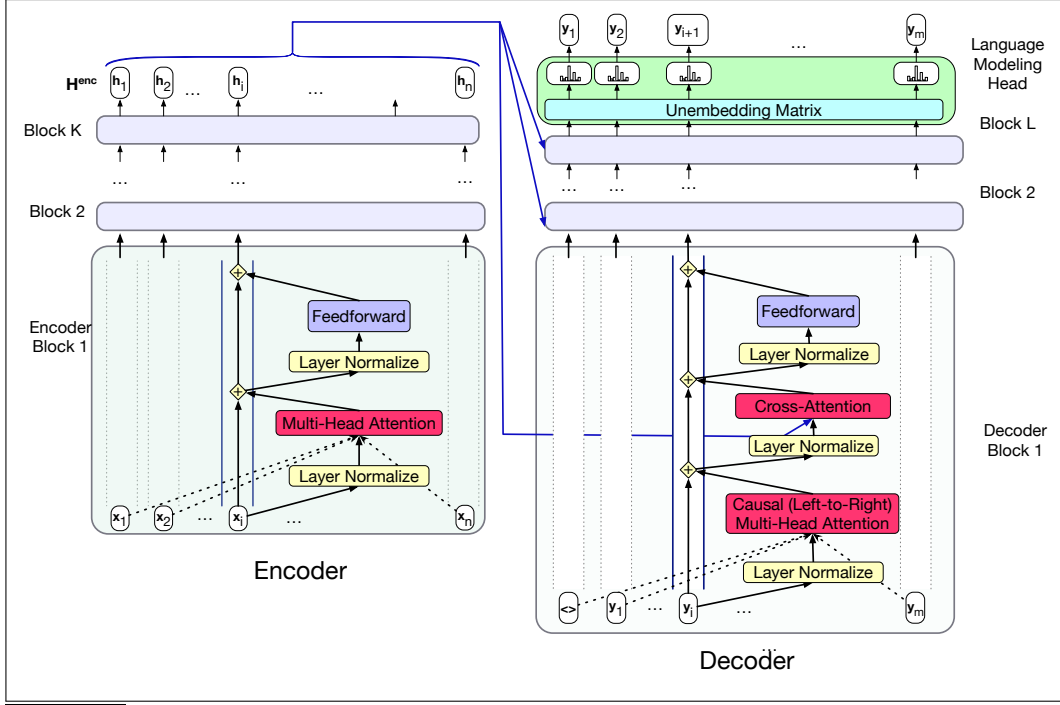 y1 y2 yi+1 ... ym
Language
Modeling
Head
Henc h1 h2 ... hi ... hn
Unembedding Matrix
Block K
Block L
... ... ...
... ... ... ... ...
Block 2
Block 2
Encoder
Block 1
Feedforward
Layer Normalize
Multi-Head Attention
Layer Normalize
x1 x2 ... xi ... xn
Encoder
Feedforward
Layer Normalize
Cross-Attention
Layer Normalize
Decoder
Block 1
Causal (Left-to-Right)
Multi-Head Attention
Layer Normalize
<> y1 ... yi ... ym
...
Decoder